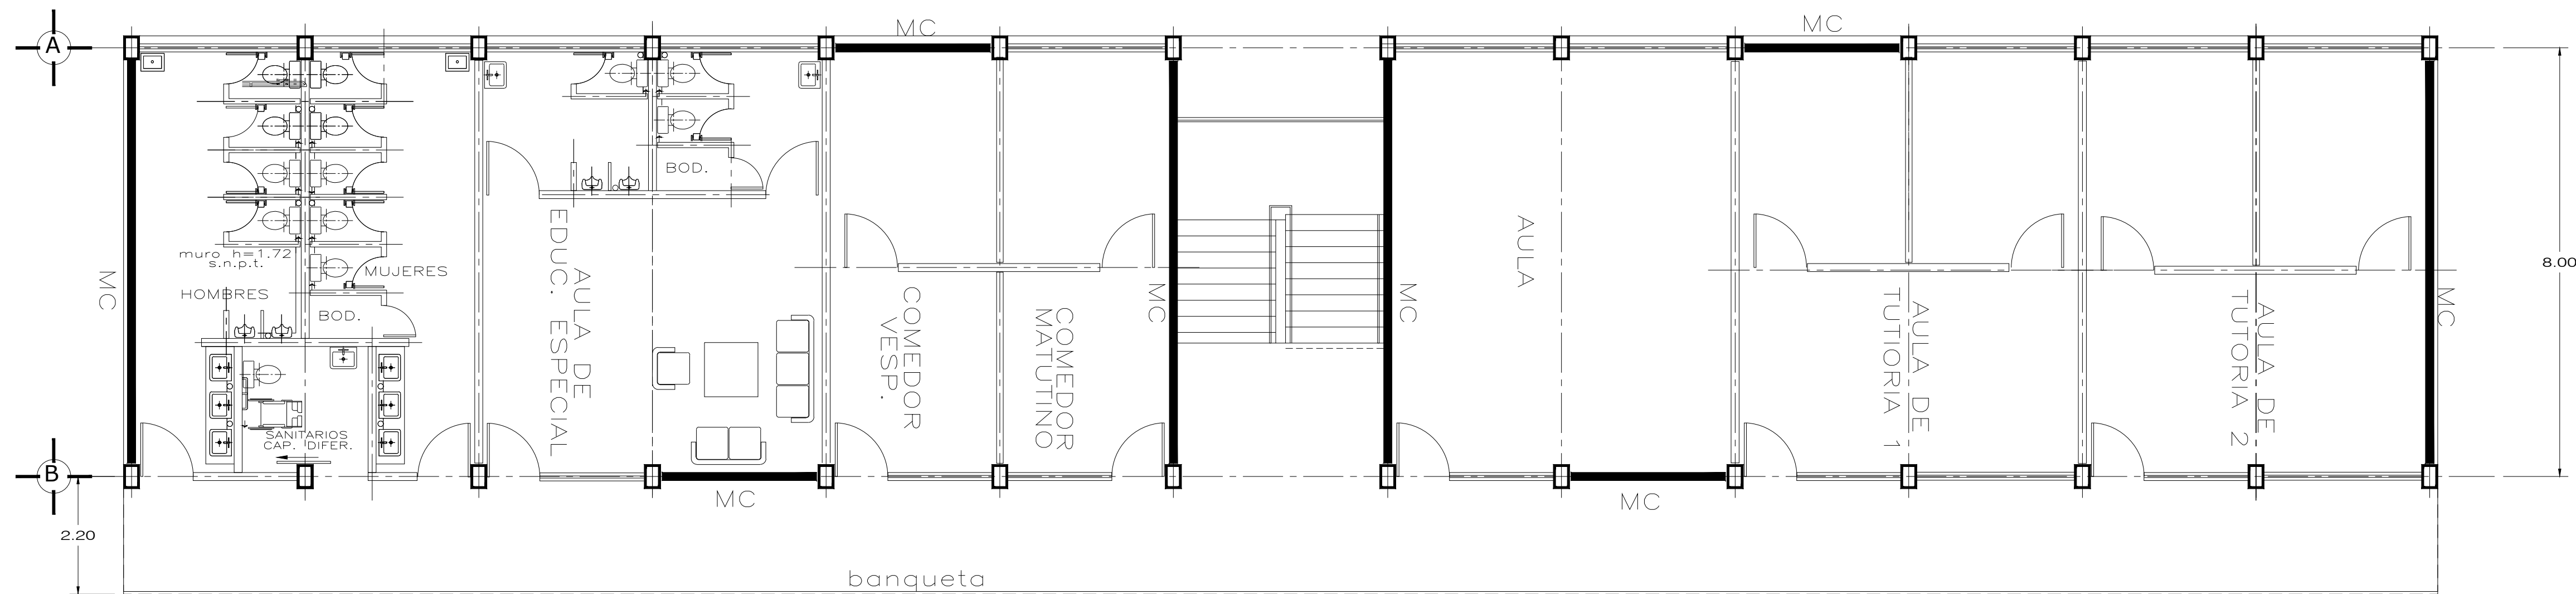 MC
MC
A
BOD.
muro h=1.72
s.n.p.t.
MUJERES
HOMBRES
BOD.
MC
AULA DE
EDUC. ESPECIAL
COMEDOR
VESP.
COMEDOR
MATUTINO
MC
MC
AULA
AULA DE
TUTIORIA 1
AULA DE
TUTORIA 2
MC
8.00
SANITARIOS
CAP. DIFER.
B
MC
MC
2.20
banqueta